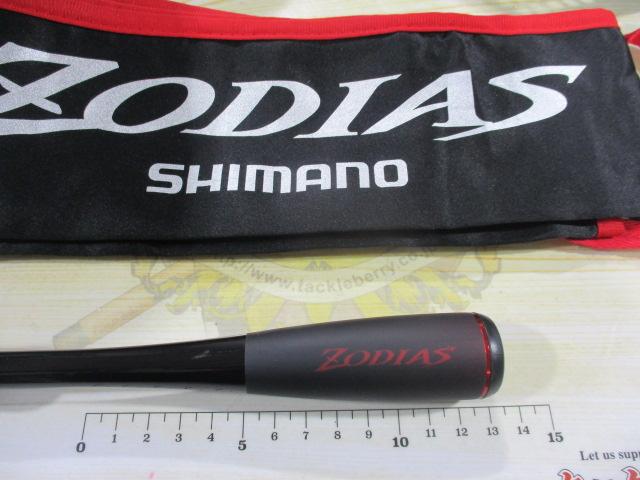 ZODIAS
SHIMANO
http://www.tackleberry.co.jp
ZODIAS
0 1 2 3 4 5 6 7 8 9 10 11 12 13 14 15
Let us supp